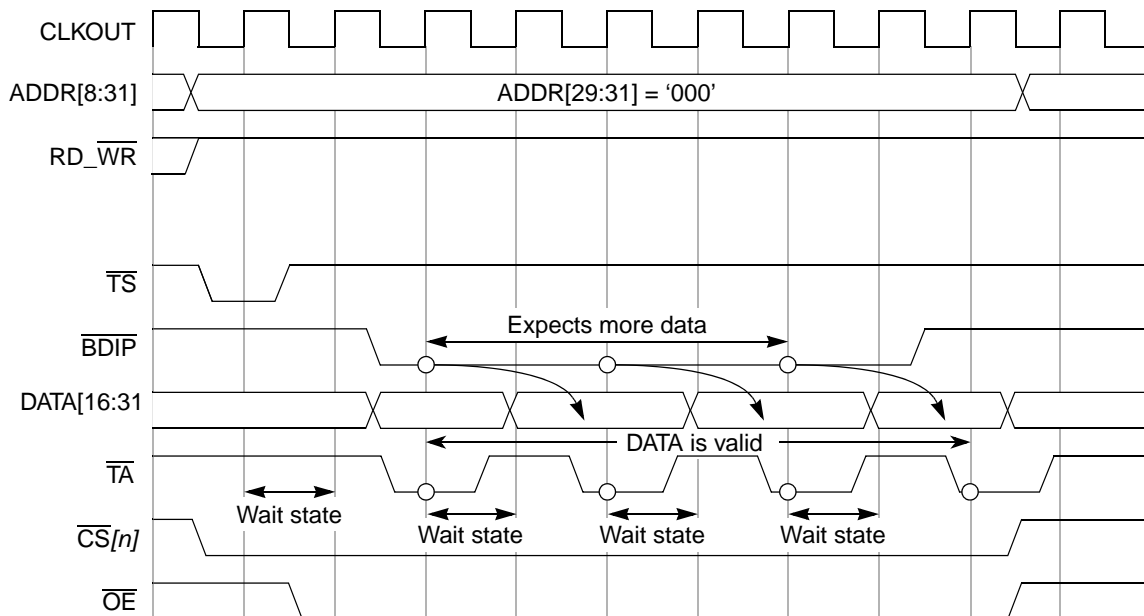 CLKOUT
ADDR[8:31]
ADDR[29:31] = ‘000’
RD_WR
TS
Expects more data
BDIP
DATA[16:31
DATA is valid
TA
Wait state
Wait state
Wait state
Wait state
CS[n]
OE